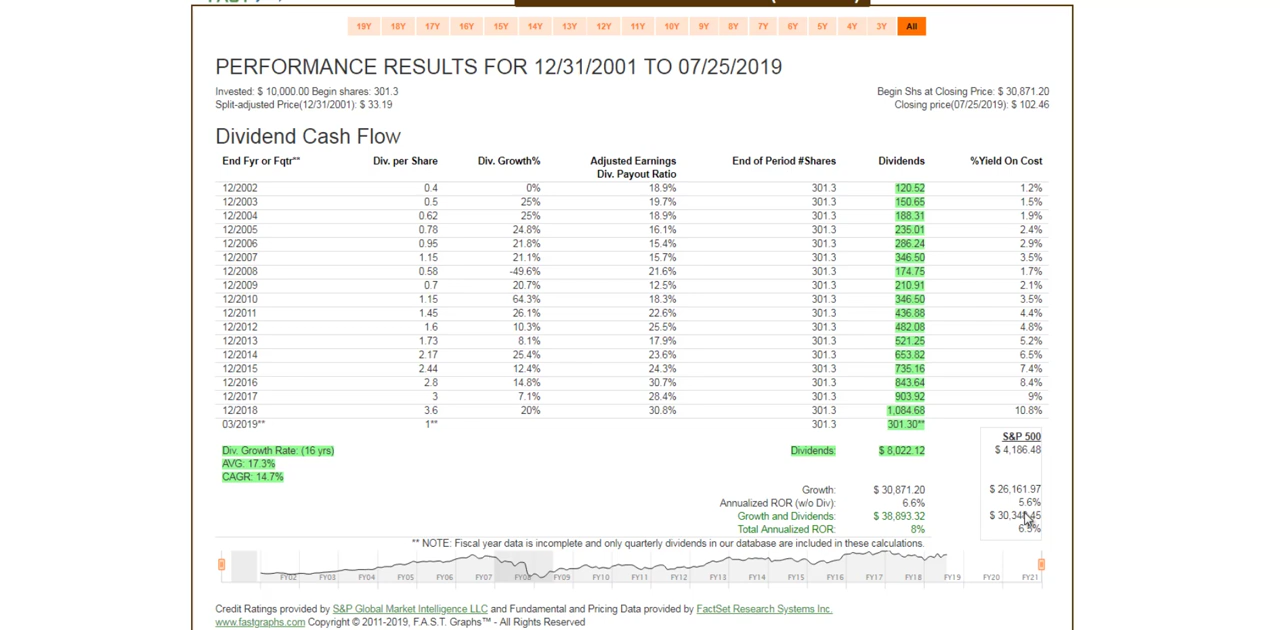 19Y 18Y 17Y 16Y 15Y 14Y 13Y 12Y 11Y 10Y 9Y 8Y 7Y 6Y 5Y 4Y 3Y All
PERFORMANCE RESULTS FOR 12/31/2001 TO 07/25/2019
Invested: $ 10,000.00 Begin shares: 301.3 Begin Shs at Closing Price: $ 30,871.20
Split-adjusted Price(12/31/2001): $ 33.19 Closing price(07/25/2019): $ 102.46
Dividend Cash Flow
End Fyr or Fqtr** Div. per Share Div. Growth% Adjusted Earnings End of Period #Shares Dividends %Yield On Cost
Div. Payout Ratio
12/2002 0.4 0% 18.9% 301.3 120.52 1.2%
12/2003 0.5 25% 19.7% 301.3 150.65 1.5%
12/2004 0.62 25% 18.9% 301.3 188.31 1.9%
12/2005 0.78 24.8% 16.1% 301.3 235.01 2.4%
12/2006 0.95 21.8% 15.4% 301.3 286.24 2.9%
12/2007 1.15 21.1% 15.7% 301.3 346.50 3.5%
12/2008 0.58 -49.6% 21.6% 301.3 174.75 1.7%
12/2009 0.7 20.7% 12.5% 301.3 210.91 2.1%
12/2010 1.15 64.3% 18.3% 301.3 346.50 3.5%
12/2011 1.45 26.1% 22.6% 301.3 436.88 4.4%
12/2012 1.6 10.3% 25.5% 301.3 482.08 4.8%
12/2013 1.73 8.1% 17.9% 301.3 521.25 5.2%
12/2014 2.17 25.4% 23.6% 301.3 653.82 6.5%
12/2015 2.44 12.4% 24.3% 301.3 735.16 7.4%
12/2016 2.8 14.8% 30.7% 301.3 843.64 8.4%
12/2017 3 7.1% 28.4% 301.3 903.92 9%
12/2018 3.6 20% 30.8% 301.3 1,084.68 10.8%
03/2019** 1** 301.3 301.30**
S&P 500
Div. Growth Rate: (16 yrs) Dividends: $ 8,022.12 $ 4,186.48
AVG: 17.3%
CAGR: 14.7%
Growth: $ 30,871.20 $ 26,161.97
Annualized ROR (w/o Div): 6.6% 5.6%
Growth and Dividends: $ 38,893.32
Total Annualized ROR: 8% 6.5%
** NOTE: Fiscal year data is incomplete and only quarterly dividends in our database are included in these calculations.
FY02 FY03 FY04 FY05 FY06 FY07 FY08 FY09 FY10 FY11 FY12 FY13 FY14 FY15 FY16 FY17 FY18 FY19 FY20 FY21
Credit Ratings provided by S&P Global Market Intelligence LLC and Fundamental and Pricing Data provided by FactSet Research Systems Inc.
www.fastgraphs.com Copyright © 2011-2019, F.A.S.T. Graphs™ - All Rights Reserved